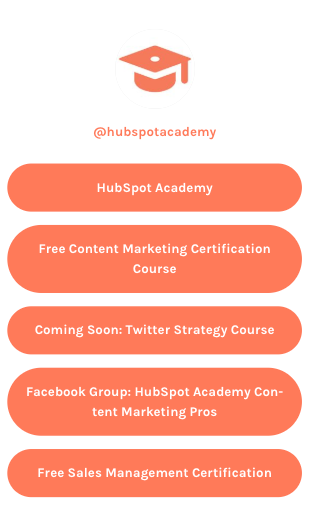 @hubspotacademy
HubSpot Academy
Free Content Marketing Certification
Course
Coming Soon: Twitter Strategy Course
Facebook Group: HubSpot Academy Con-
tent Marketing Pros
Free Sales Management Certification